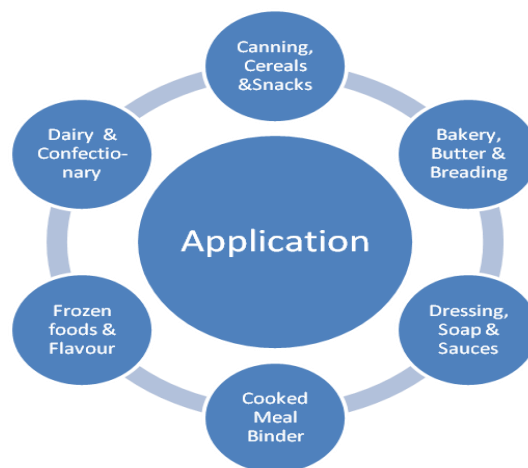 Canning,
Cereals
&Snacks
Dairy  &
Confectio-
nary
Bakery,
Butter &
Breading
Application
Frozen
foods &
Flavour
Dressing,
Soap &
Sauces
Cooked
Meal
Binder